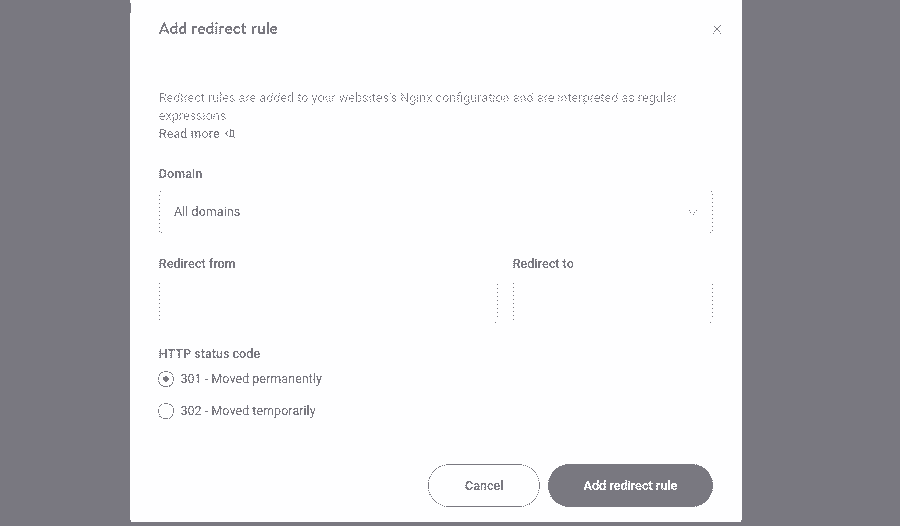 Add redirect rule
Redirect rules are added to your websites's Nginx configuration and are interpreted as regular
expressions
Read more
Domain
All domains
Redirect from
Redirect to
HTTP status code
301 - Moved permanently
302 - Moved temporarily
Cancel
Add redirect rule